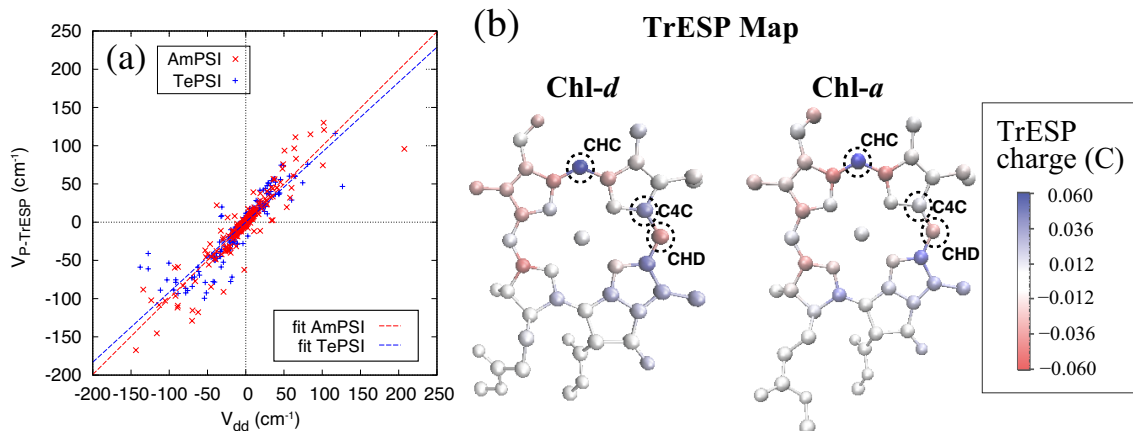 (a)
AmPSI
TePSI
250
200
150
100
50
0
-50
-100
-150
-200
V_P-TrESP (cm⁻¹)
fit AmPSI
fit TePSI
-200 -150 -100 -50 0 50 100 150 200 250
V_dd (cm⁻¹)
(b)
TrESP Map
Chl-d
CHC
C4C
CHD
Chl-a
CHC
C4C
CHD
TrESP
charge (C)
0.060
0.036
0.012
−0.012
−0.036
−0.060